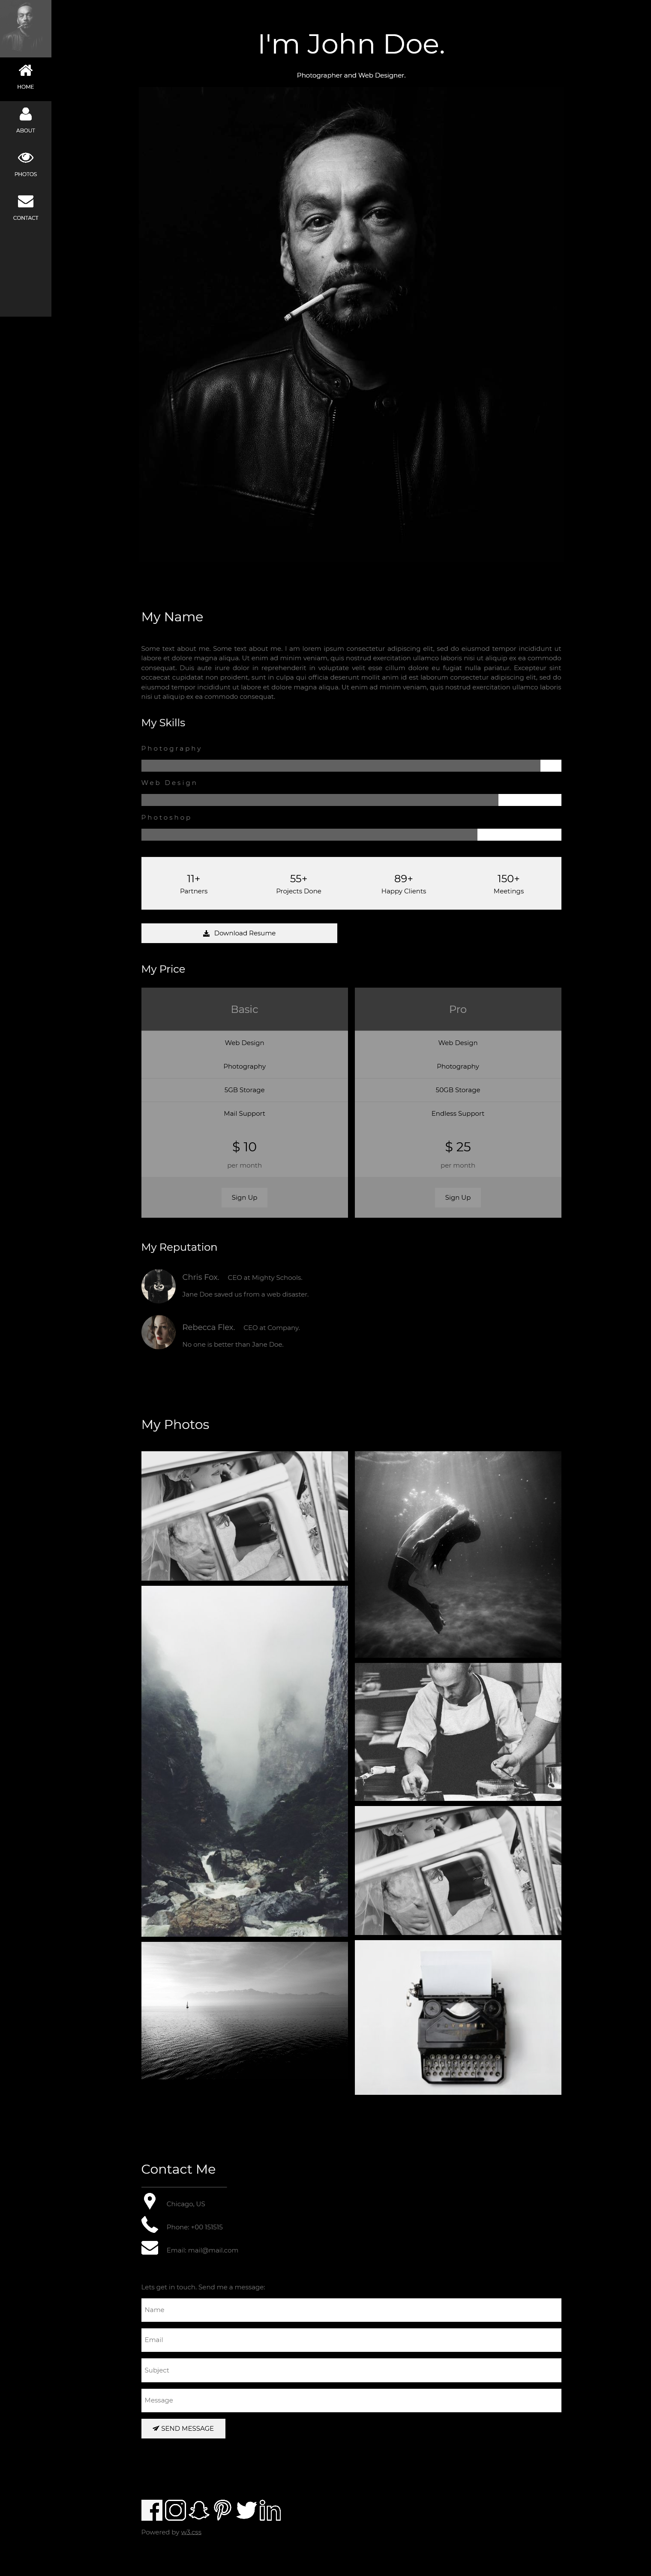 HOME
ABOUT
PHOTOS
CONTACT
I'm John Doe.
Photographer and Web Designer.
My Name
Some text about me. Some text about me. I am lorem ipsum consectetur adipiscing elit, sed do eiusmod tempor incididunt ut
labore et dolore magna aliqua. Ut enim ad minim veniam, quis nostrud exercitation ullamco laboris nisi ut aliquip ex ea commodo
consequat. Duis aute irure dolor in reprehenderit in voluptate velit esse cillum dolore eu fugiat nulla pariatur. Excepteur sint
occaecat cupidatat non proident, sunt in culpa qui officia deserunt mollit anim id est laborum consectetur adipiscing elit, sed do
eiusmod tempor incididunt ut labore et dolore magna aliqua. Ut enim ad minim veniam, quis nostrud exercitation ullamco laboris
nisi ut aliquip ex ea commodo consequat.
My Skills
Photography
Web Design
Photoshop
11+ 55+ 89+ 150+
Partners Projects Done Happy Clients Meetings
Download Resume
My Price
Basic Pro
Web Design Web Design
Photography Photography
5GB Storage 50GB Storage
Mail Support Endless Support
$ 10 $ 25
per month per month
Sign Up Sign Up
My Reputation
Chris Fox. CEO at Mighty Schools.
Jane Doe saved us from a web disaster.
Rebecca Flex. CEO at Company.
No one is better than Jane Doe.
My Photos
Contact Me
Chicago, US
Phone: +00 151515
Email: mail@mail.com
Lets get in touch. Send me a message:
Name
Email
Subject
Message
SEND MESSAGE
Powered by w3.css